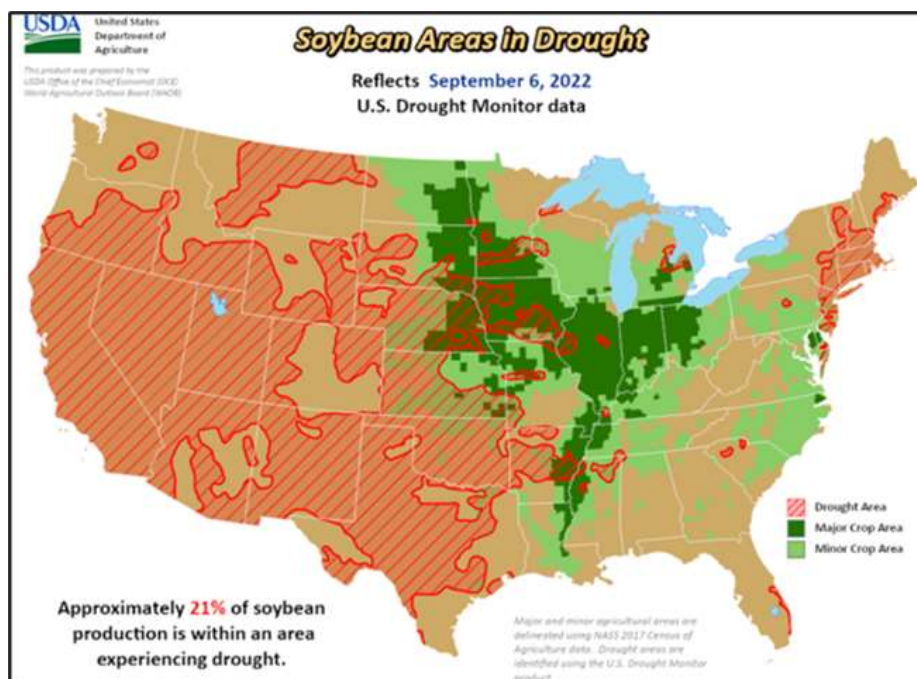 USDA
United States
Department of
Agriculture
This product was prepared by the
USDA Office of the Chief Economist (OCE)
World Agricultural Outlook Board (WAOB)
Soybean Areas in Drought
Reflects September 6, 2022
U.S. Drought Monitor data
Drought Area
Major Crop Area
Minor Crop Area
Approximately 21% of soybean
production is within an area
experiencing drought.
Major and minor agricultural areas are
delineated using NASS 2017 Census of
Agriculture data. Drought areas are
identified using the U.S. Drought Monitor
product.